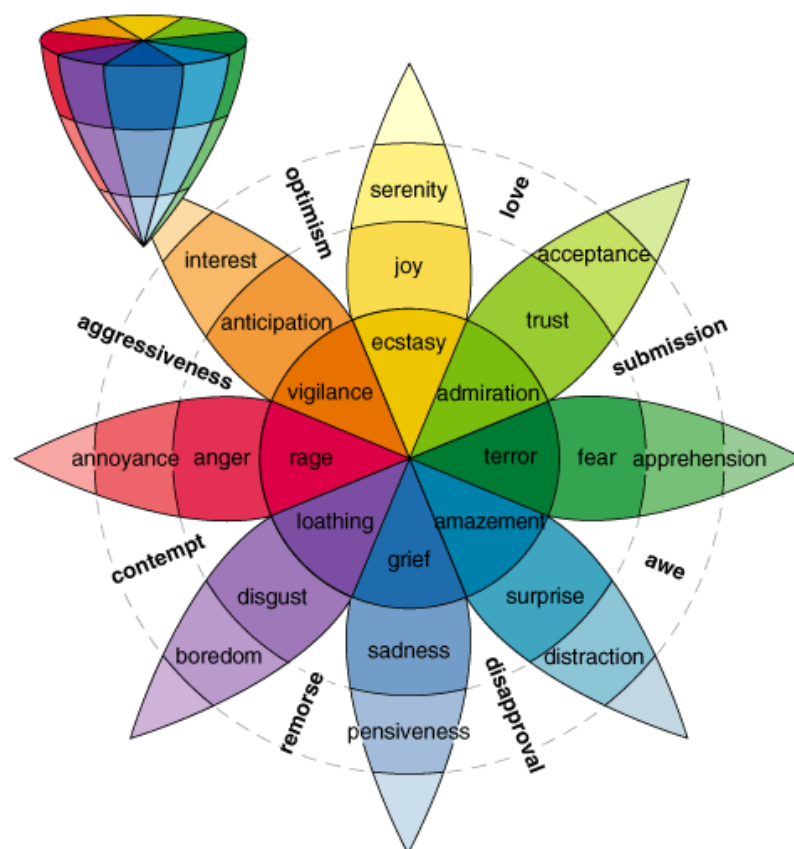 serenity
optimism
love
interest
joy
acceptance
anticipation
trust
aggressiveness
ecstasy
submission
vigilance
admiration
annoyance
anger
rage
terror
fear
apprehension
loathing
amazement
contempt
grief
awe
disgust
surprise
boredom
sadness
distraction
remorse
disapproval
pensiveness